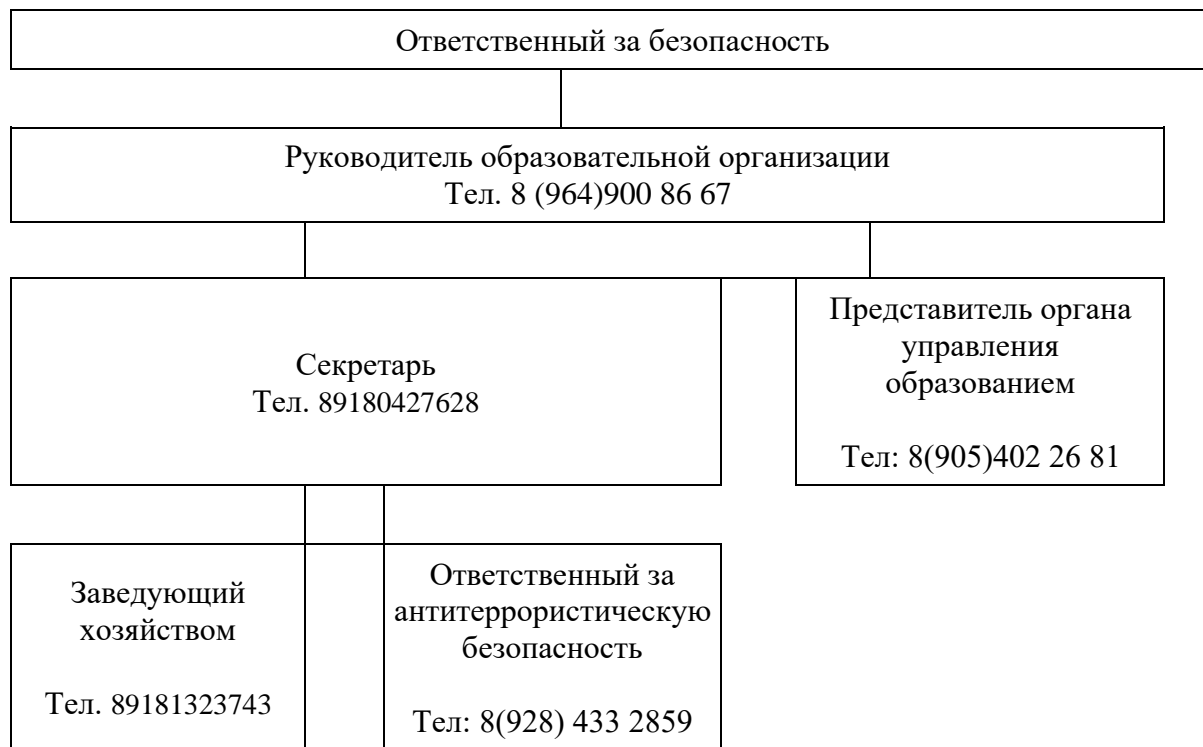 Ответственный за безопасность
Руководитель образовательной организации
Тел. 8 (964)900 86 67
Секретарь
Тел. 89180427628
Представитель органа
управления
образованием
Тел: 8(905)402 26 81
Заведующий
хозяйством
Тел. 89181323743
Ответственный за
антитеррористическую
безопасность
Тел: 8(928) 433 2859